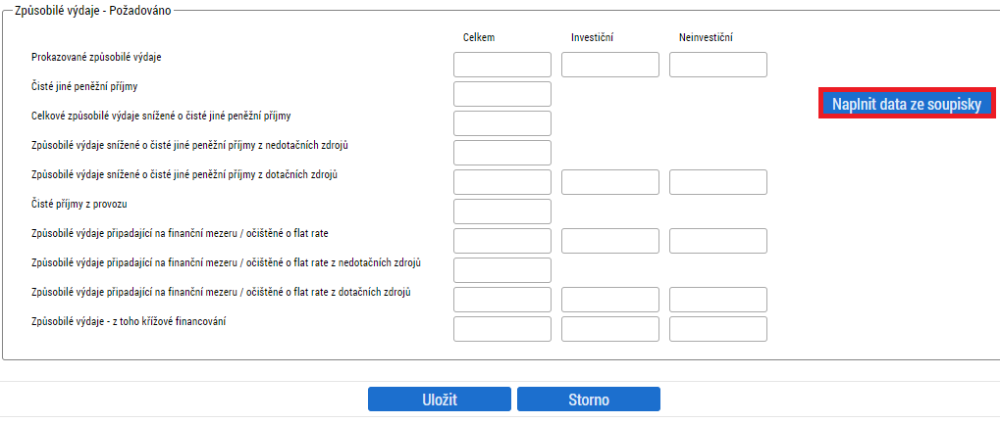 Způsobilé výdaje - Požadováno
Celkem Investiční Neinvestiční
Prokazované způsobilé výdaje
Čisté jiné peněžní příjmy
Naplnit data ze soupisky
Celkové způsobilé výdaje snížené o čisté jiné peněžní příjmy
Způsobilé výdaje snížené o čisté jiné peněžní příjmy z nedotačních zdrojů
Způsobilé výdaje snížené o čisté jiné peněžní příjmy z dotačních zdrojů
Čisté příjmy z provozu
Způsobilé výdaje připadající na finanční mezeru / očištěné o flat rate
Způsobilé výdaje připadající na finanční mezeru / očištěné o flat rate z nedotačních zdrojů
Způsobilé výdaje připadající na finanční mezeru / očištěné o flat rate z dotačních zdrojů
Způsobilé výdaje - z toho křížové financování
Uložit Storno